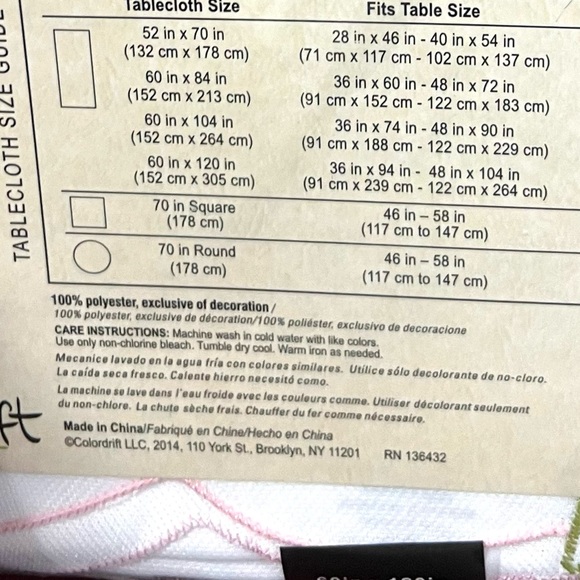 Tablecloth Size Fits Table Size
52 in x 70 in 28 in x 46 in - 40 in x 54 in
(132 cm x 178 cm) (71 cm x 117 cm - 102 cm x 137 cm)
60 in x 84 in 36 in x 60 in - 48 in x 72 in
(152 cm x 213 cm) (91 cm x 152 cm - 122 cm x 183 cm)
60 in x 104 in 36 in x 74 in - 48 in x 90 in
(152 cm x 264 cm) (91 cm x 188 cm - 122 cm x 229 cm)
60 in x 120 in 36 in x 94 in - 48 in x 104 in
(152 cm x 305 cm) (91 cm x 239 cm - 122 cm x 264 cm)
70 in Square 46 in – 58 in
(178 cm) (117 cm to 147 cm)
70 in Round 46 in – 58 in
(178 cm) (117 cm to 147 cm)
TABLECLOTH SIZE GUIDE
100% polyester, exclusive of decoration /
100% polyester, exclusive de décoration/100% poliéster, exclusivo de decoracione
CARE INSTRUCTIONS: Machine wash in cold water with like colors.
Use only non-chlorine bleach. Tumble dry cool. Warm iron as needed.
Mecanice lavado en la agua fría con colores similares. Utilice sólo decolorante de no-cloro.
La caída seca fresco. Calente hierro necesitó como.
La machine se lave dans l'eau froide avec les couleurs comme. Utiliser décolorant seulement
du non-chlore. La chute sèche frais. Chauffer du fer comme nécessaire.
Made in China/Fabriqué en Chine/Hecho en China
©Colordrift LLC, 2014, 110 York St., Brooklyn, NY 11201 RN 136432